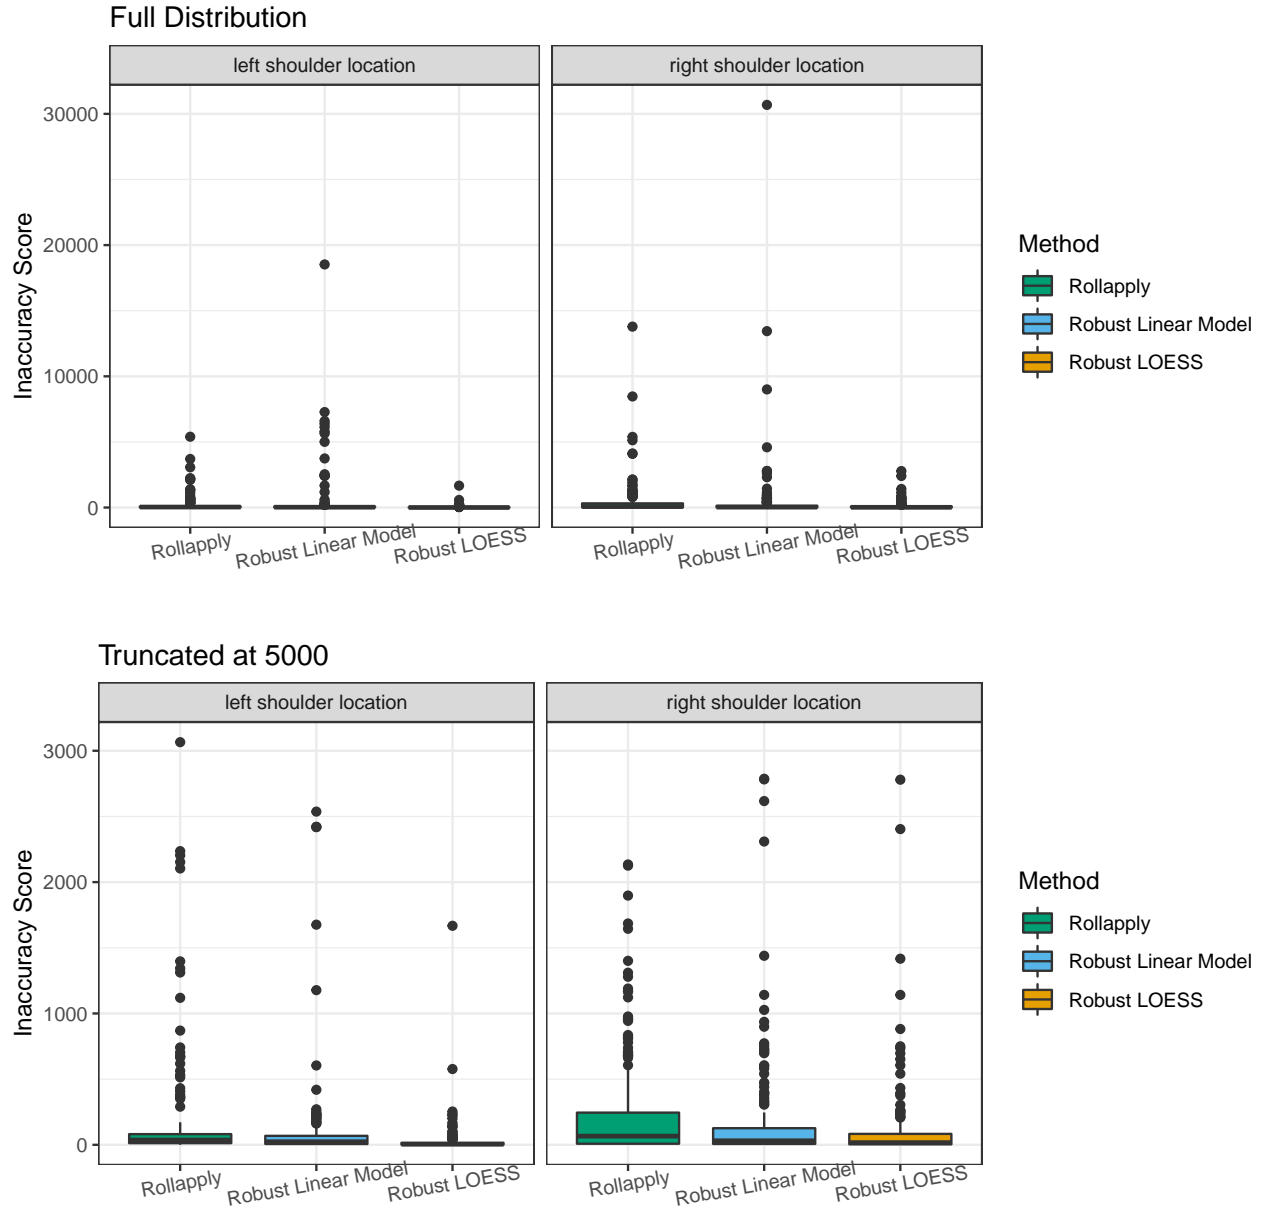 Full Distribution
left shoulder location
right shoulder location
30000
20000
10000
0
Inaccuracy Score
Rollapply
Robust Linear Model
Robust LOESS
Rollapply
Robust Linear Model
Robust LOESS
Method
Rollapply
Robust Linear Model
Robust LOESS
Truncated at 5000
left shoulder location
right shoulder location
3000
2000
1000
0
Inaccuracy Score
Rollapply
Robust Linear Model
Robust LOESS
Rollapply
Robust Linear Model
Robust LOESS
Method
Rollapply
Robust Linear Model
Robust LOESS